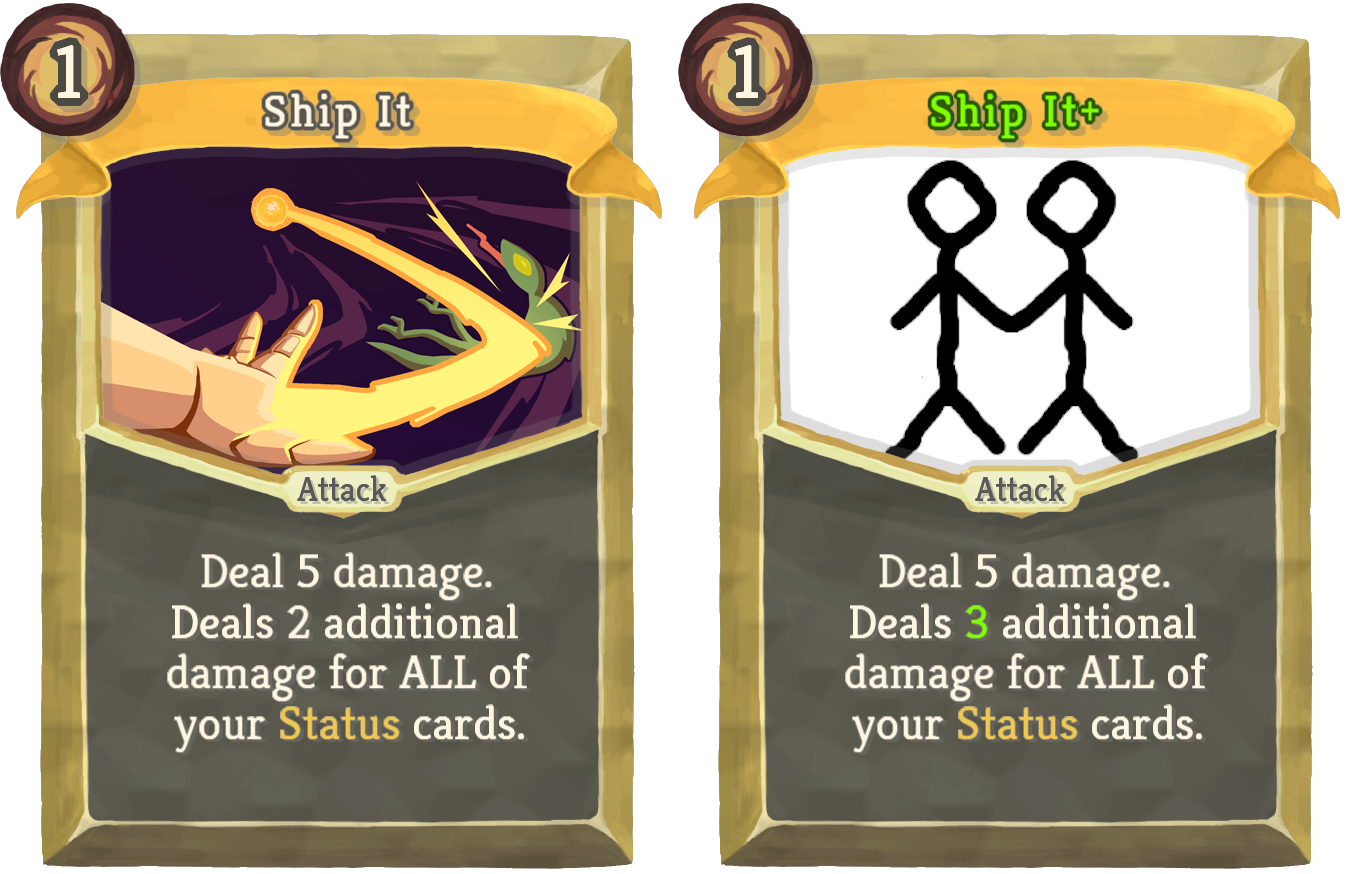 1
Ship It
Attack
Deal 5 damage.
Deals 2 additional
damage for ALL of
your Status cards.
1
Ship It+
Attack
Deal 5 damage.
Deals 3 additional
damage for ALL of
your Status cards.